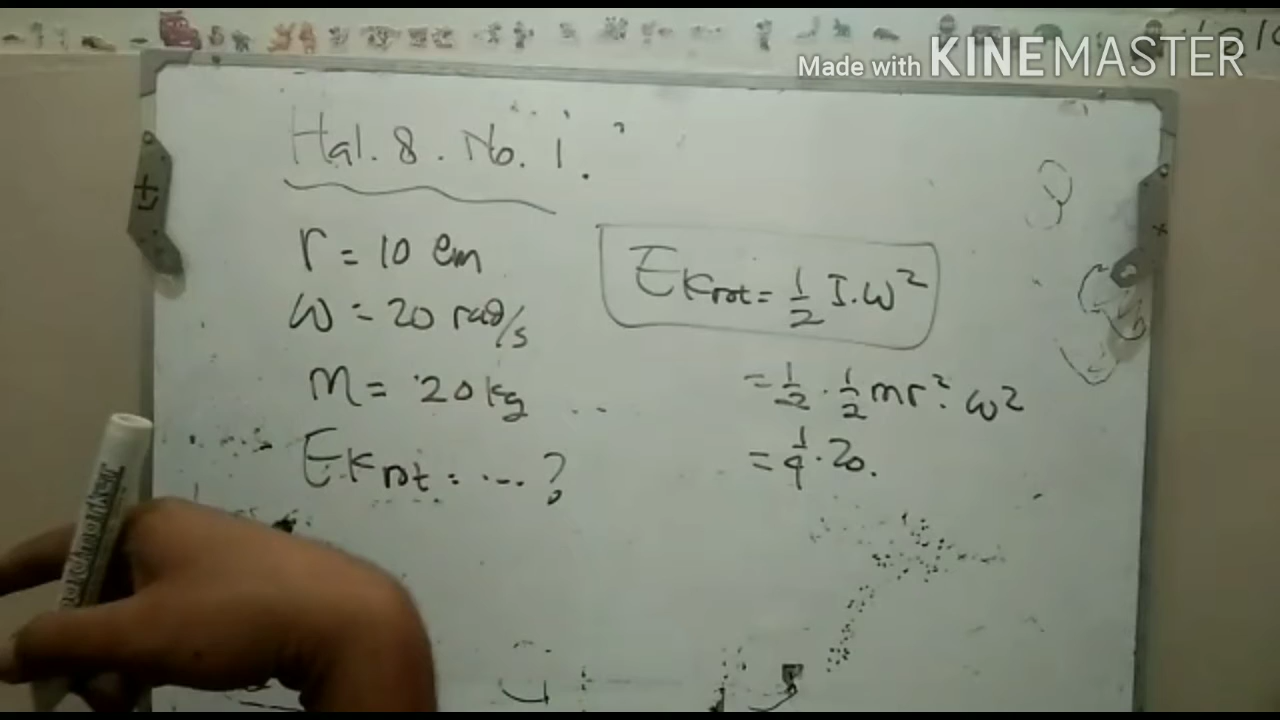 Made with KINEMASTER
Hal. 8. No. 1.
r = 10 cm
ω = 20 rad/s
m = 20 kg
Ek rot = ... ?
Ek rot = 1/2 I.ω²
= 1/2 . 1/2 mr². ω²
= 1/4 . 20.